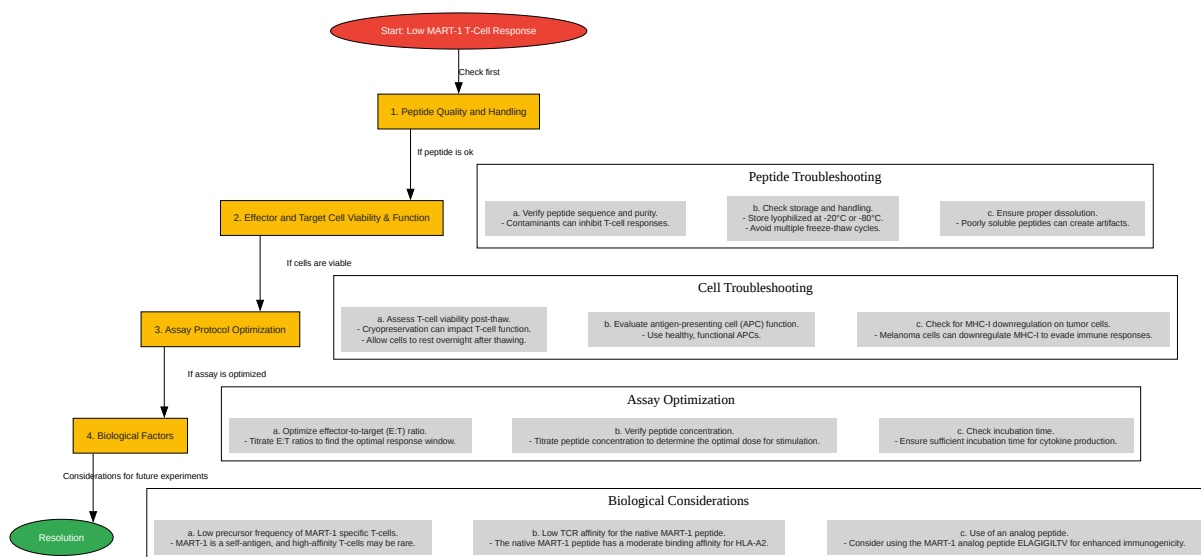 Start: Low MART-1 T-Cell Response
Check first
1. Peptide Quality and Handling
If peptide is ok
Peptide Troubleshooting
a. Verify peptide sequence and purity.
- Contaminants can inhibit T-cell responses.
b. Check storage and handling.
- Store lyophilized at -20°C or -80°C.
- Avoid multiple freeze-thaw cycles.
c. Ensure proper dissolution.
- Poorly soluble peptides can create artifacts.
2. Effector and Target Cell Viability & Function
If cells are viable
Cell Troubleshooting
a. Assess T-cell viability post-thaw.
- Cryopreservation can impact T-cell function.
- Allow cells to rest overnight after thawing.
b. Evaluate antigen-presenting cell (APC) function.
- Use healthy, functional APCs.
c. Check for MHC-I downregulation on tumor cells.
- Melanoma cells can downregulate MHC-I to evade immune responses.
3. Assay Protocol Optimization
If assay is optimized
Assay Optimization
a. Optimize effector-to-target (E:T) ratio.
- Titrate E:T ratios to find the optimal response window.
b. Verify peptide concentration.
- Titrate peptide concentration to determine the optimal dose for stimulation.
c. Check incubation time.
- Ensure sufficient incubation time for cytokine production.
4. Biological Factors
Considerations for future experiments
Biological Considerations
a. Low precursor frequency of MART-1 specific T-cells.
- MART-1 is a self-antigen, and high-affinity T-cells may be rare.
b. Low TCR affinity for the native MART-1 peptide.
- The native MART-1 peptide has a moderate binding affinity for HLA-A2.
c. Use of an analog peptide.
- Consider using the MART-1 analog peptide ELAGIGILTV for enhanced immunogenicity.
Resolution